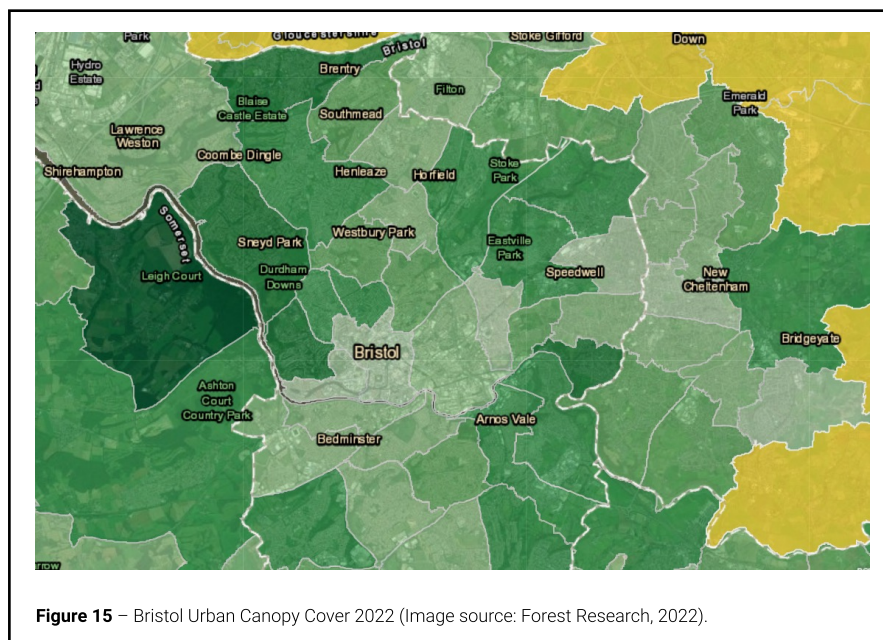 Park
Gloucestershire
Bristol
Stoke Gifford
Down
Hydro
Estate
Brentry
Filton
Blaise
Castle Estate
Southmead
Emerald
Park
Lawrence
Weston
Coombe Dingle
Shirehampton
Henleaze
Horfield
Stoke
Park
Somerset
Sneyd Park
Westbury Park
Eastville
Park
Leigh Court
Durdham
Downs
Speedwell
New
Cheltenham
Bristol
Bridgeyate
Ashton
Court
Country Park
Arnos Vale
Bedminster
Figure 15 – Bristol Urban Canopy Cover 2022 (Image source: Forest Research, 2022).